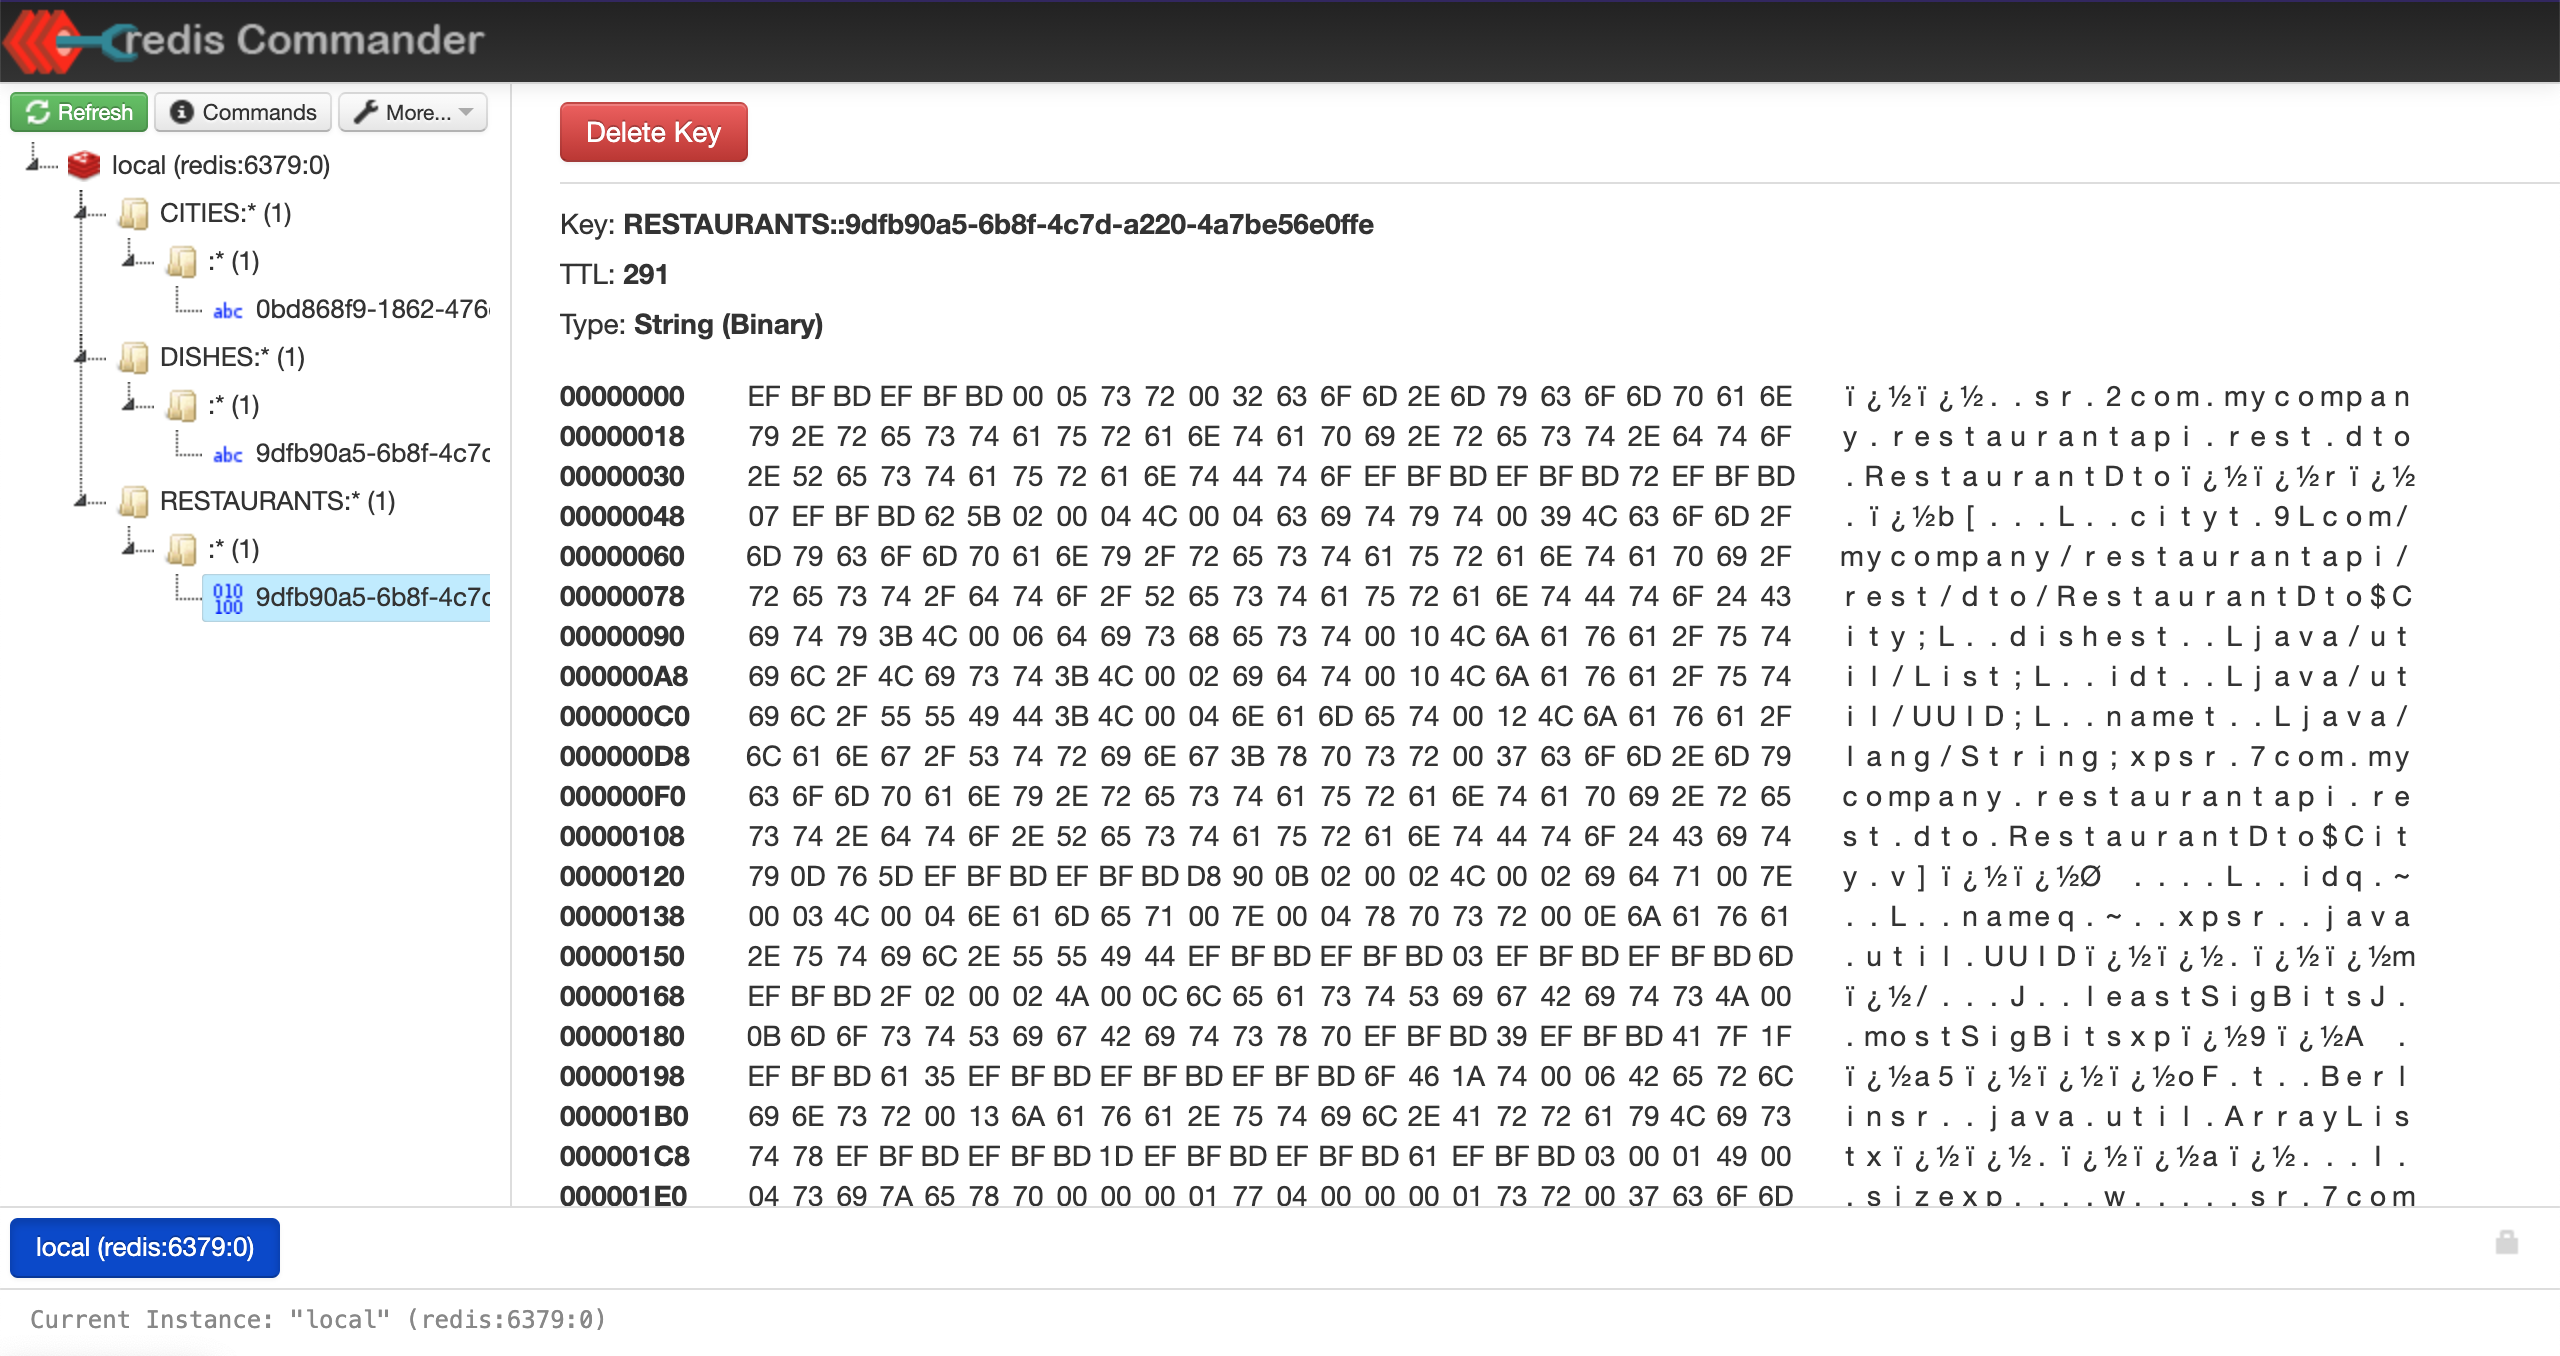 redis Commander
Refresh Commands More...
local (redis:6379:0)
CITIES:* (1)
:* (1)
0bd868f9-1862-476
DISHES:* (1)
:* (1)
abc 9dfb90a5-6b8f-4c7
RESTAURANTS:* (1)
:* (1)
010 100 9dfb90a5-6b8f-4c7
Delete Key
Key: RESTAURANTS::9dfb90a5-6b8f-4c7d-a220-4a7be56e0ffe
TTL: 291
Type: String (Binary)
00000000 EF BF BD EF BF BD 00 05 73 72 00 32 63 6F 6D 2E 6D 79 63 6F 6D 70 61 6E ï¿½ï¿½..sr.2com.mycompan
00000018 79 2E 72 65 73 74 61 75 72 61 6E 74 61 70 69 2E 72 65 73 74 2E 64 74 6F y.restaurantapi.rest.dto
00000030 2E 52 65 73 74 61 75 72 61 6E 74 44 74 6F EF BF BD EF BF BD 72 EF BF BD .RestaurantDtoï¿½ï¿½rï¿½
00000048 07 EF BF BD 62 5B 02 00 04 4C 00 04 63 69 74 79 74 00 39 4C 63 6F 6D 2F .ï¿½b[...L..cityt.9Lcom/
00000060 6D 79 63 6F 6D 70 61 6E 79 2F 72 65 73 74 61 75 72 61 6E 74 61 70 69 2F mycompany/restaurantapi/
00000078 72 65 73 74 2F 64 74 6F 2F 52 65 73 74 61 75 72 61 6E 74 44 74 6F 24 43 rest/dto/RestaurantDto$C
00000090 69 74 79 3B 4C 00 06 64 69 73 68 65 73 74 00 10 4C 6A 61 76 61 2F 75 74 ity;L..dishest..Ljava/ut
000000A8 69 6C 2F 4C 69 73 74 3B 4C 00 02 69 64 74 00 10 4C 6A 61 76 61 2F 75 74 il/List;L..idt..Ljava/ut
000000C0 69 6C 2F 55 55 49 44 3B 4C 00 04 6E 61 6D 65 74 00 12 4C 6A 61 76 61 2F il/UUID;L..namet..Ljava/
000000D8 6C 61 6E 67 2F 53 74 72 69 6E 67 3B 78 70 73 72 00 37 63 6F 6D 2E 6D 79 lang/String;xpsr.7com.my
000000F0 63 6F 6D 70 61 6E 79 2E 72 65 73 74 61 75 72 61 6E 74 61 70 69 2E 72 65 company.restaurantapi.re
00000108 73 74 2E 64 74 6F 2E 52 65 73 74 61 75 72 61 6E 74 44 74 6F 24 43 69 74 st.dto.RestaurantDto$Cit
00000120 79 0D 76 5D EF BF BD EF BF BD D8 90 0B 02 00 02 4C 00 02 69 64 71 00 7E y.v]ï¿½ï¿½Ø ....L..idq.~
00000138 00 03 4C 00 04 6E 61 6D 65 71 00 7E 00 04 78 70 73 72 00 0E 6A 61 76 61 ..L..nameq.~..xpsr..java
00000150 2E 75 74 69 6C 2E 55 55 49 44 EF BF BD EF BF BD 03 EF BF BD EF BF BD 6D .util.UUIDï¿½ï¿½.ï¿½ï¿½m
00000168 EF BF BD 2F 02 00 02 4A 00 0C 6C 65 61 73 74 53 69 67 42 69 74 73 4A 00 ï¿½/...J..leastSigBitsJ.
00000180 0B 6D 6F 73 74 53 69 67 42 69 74 73 78 70 EF BF BD 39 EF BF BD 41 7F 1F .mostSigBitsxpï¿½9ï¿½A .
00000198 EF BF BD 61 35 EF BF BD EF BF BD EF BF BD 6F 46 1A 74 00 06 42 65 72 6C ï¿½a5ï¿½ï¿½ï¿½oF.t..Berl
000001B0 69 6E 73 72 00 13 6A 61 76 61 2E 75 74 69 6C 2E 41 72 72 61 79 4C 69 73 insr..java.util.ArrayLis
000001C8 74 78 EF BF BD EF BF BD 1D EF BF BD EF BF BD 61 EF BF BD 03 00 01 49 00 txï¿½ï¿½.ï¿½ï¿½aï¿½...I.
000001E0 04 73 69 7A 65 78 70 00 00 00 01 77 04 00 00 00 01 73 72 00 37 63 6F 6D .sizexp....w.....sr.7com
local (redis:6379:0)
Current Instance: "local" (redis:6379:0)